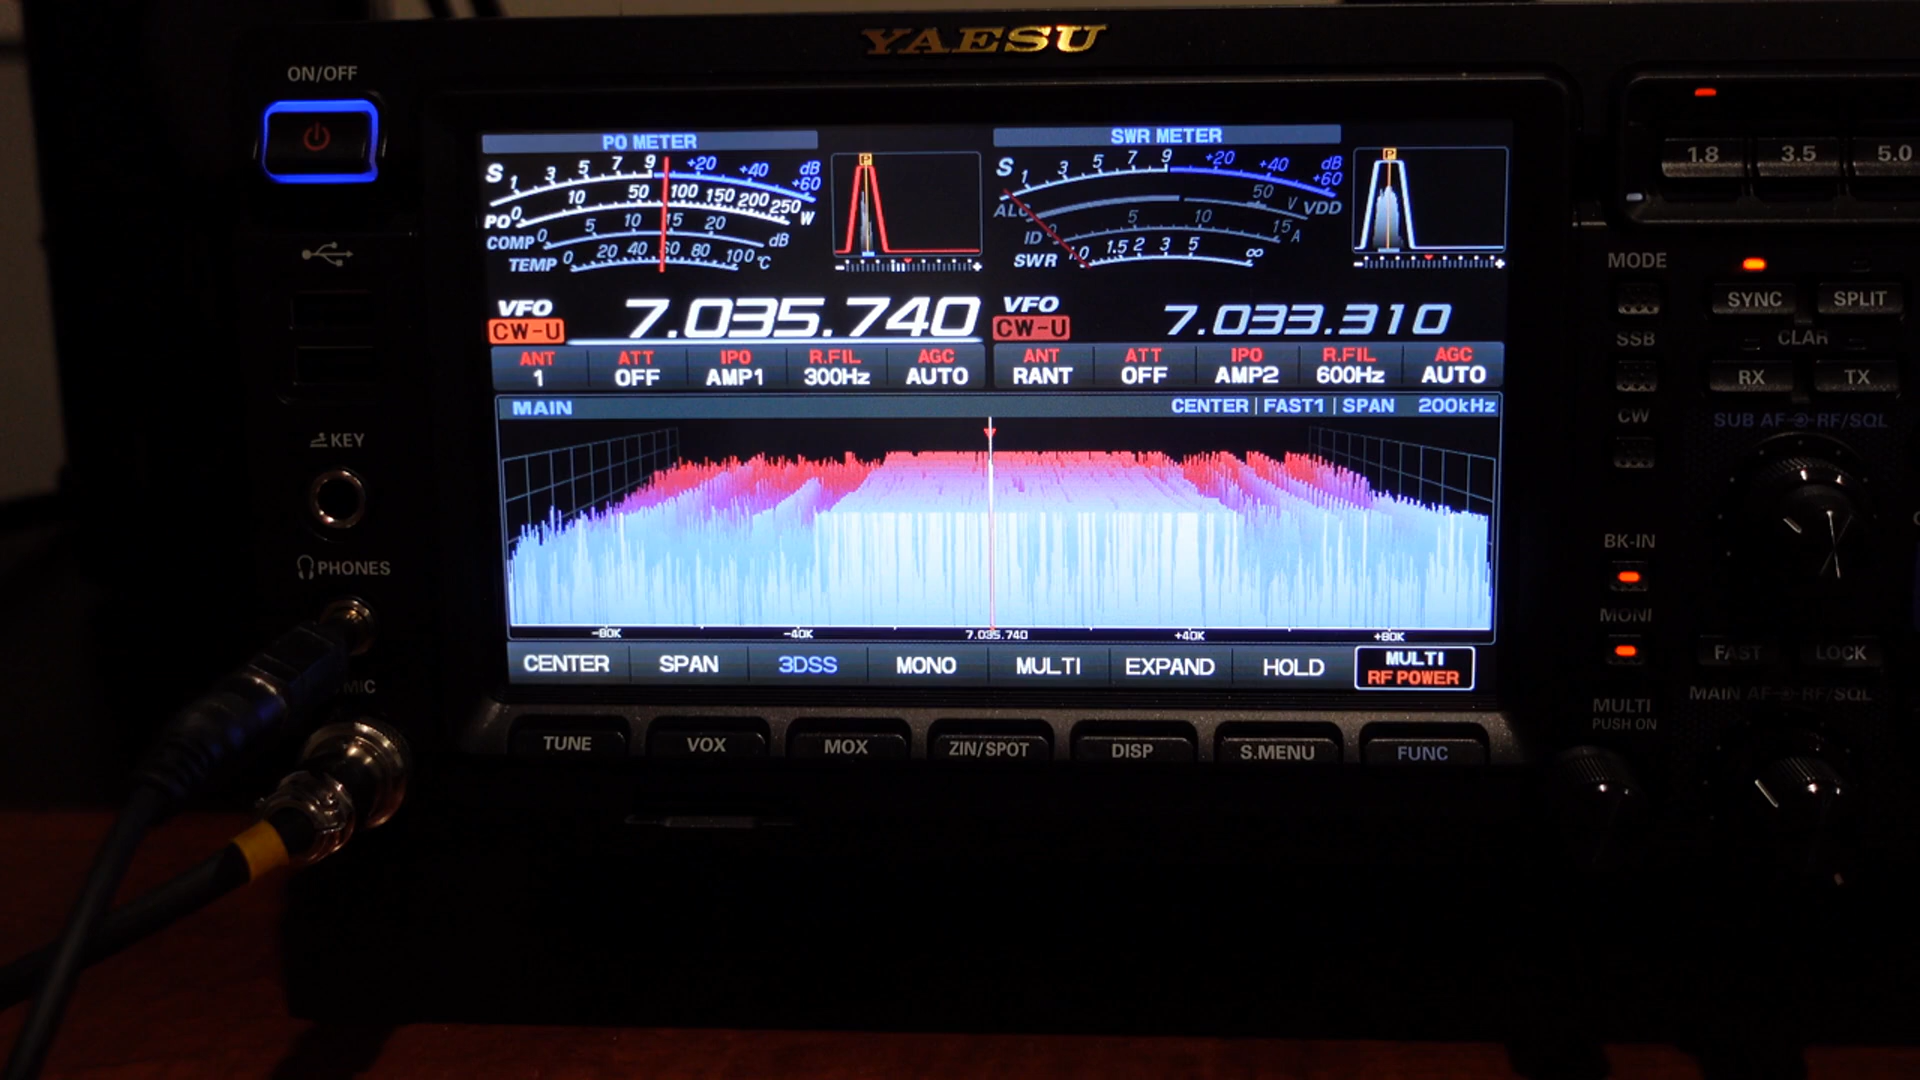 YAESU
ON/OFF
PO METER
S 1 3 5 7 9 +20 +40 +60 dB
PO 0 10 50 100 150 200 250 W
COMP 0 5 10 15 20 dB
TEMP 0 20 40 60 80 100 °C
P
- +
SWR METER
S 1 3 5 7 9 +20 +40 +60 dB
ALC 50 V VDD
ID 0 5 10 15 A
SWR 1.0 1.5 2 3 5 ∞
P
- +
1.8 3.5 5.0
VFO
CW-U 7.035.740
VFO
CW-U 7.033.310
ANT ATT IPO R.FIL AGC
1 OFF AMP1 300Hz AUTO
ANT ATT IPO R.FIL AGC
RANT OFF AMP2 600Hz AUTO
MAIN CENTER | FAST1 | SPAN 200kHz
-80K -40K 7.035.740 +40K +80K
CENTER SPAN 3DSS MONO MULTI EXPAND HOLD MULTI
RF POWER
TUNE VOX MOX ZIN/SPOT DISP S.MENU FUNC
KEY
PHONES
MIC
MODE
SSB
CW
BK-IN
MONI
MULTI
PUSH ON
SYNC SPLIT
CLAR
RX TX
SUB AF RF/SQL
FAST LOCK
MAIN AF RF/SQL